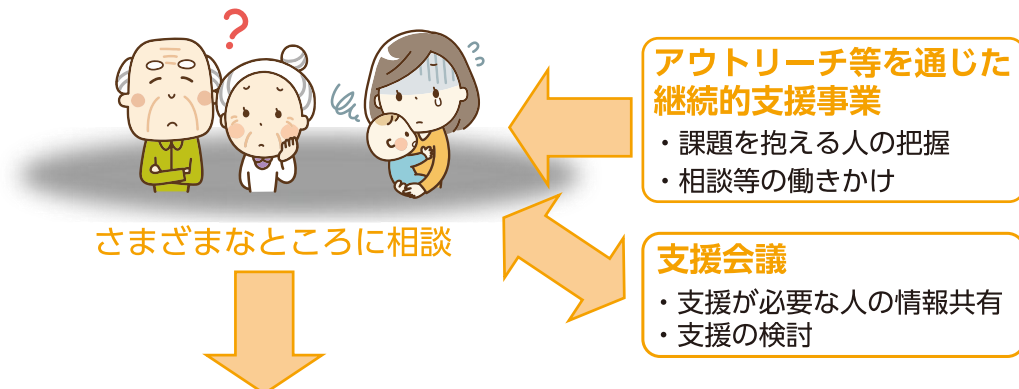 ?
アウトリーチ等を通じた
継続的支援事業
・課題を抱える人の把握
・相談等の働きかけ
さまざまなところに相談
支援会議
・支援が必要な人の情報共有
・支援の検討